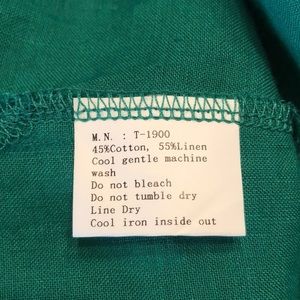 M.N. : T-1900
45%Cotton, 55%Linen
Cool gentle machine
wash
Do not bleach
Do not tumble dry
Line Dry
Cool iron inside out